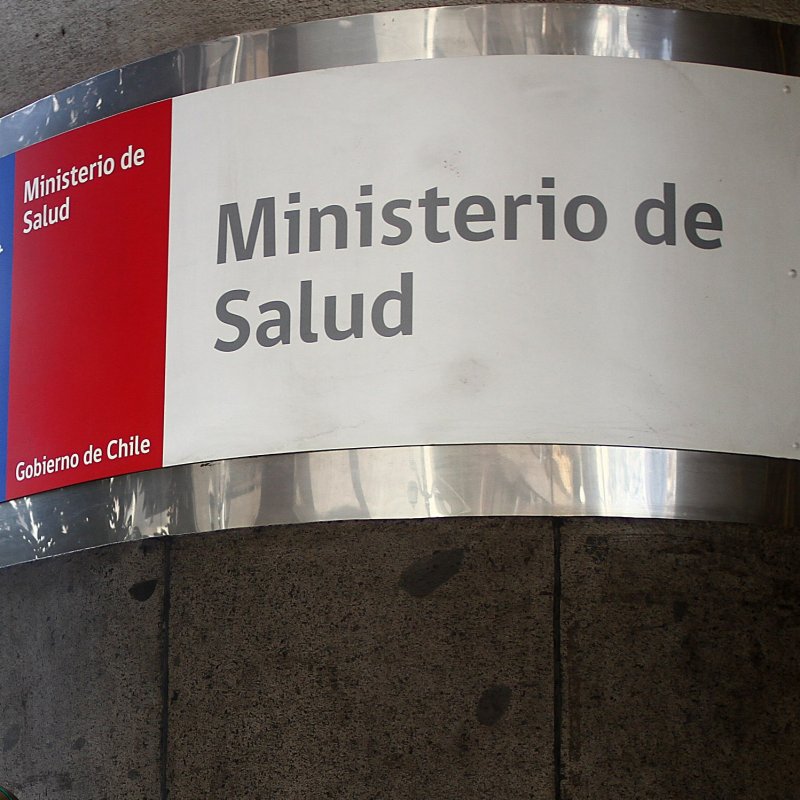 Ministerio de
Salud
Gobierno de Chile
Ministerio de
Salud